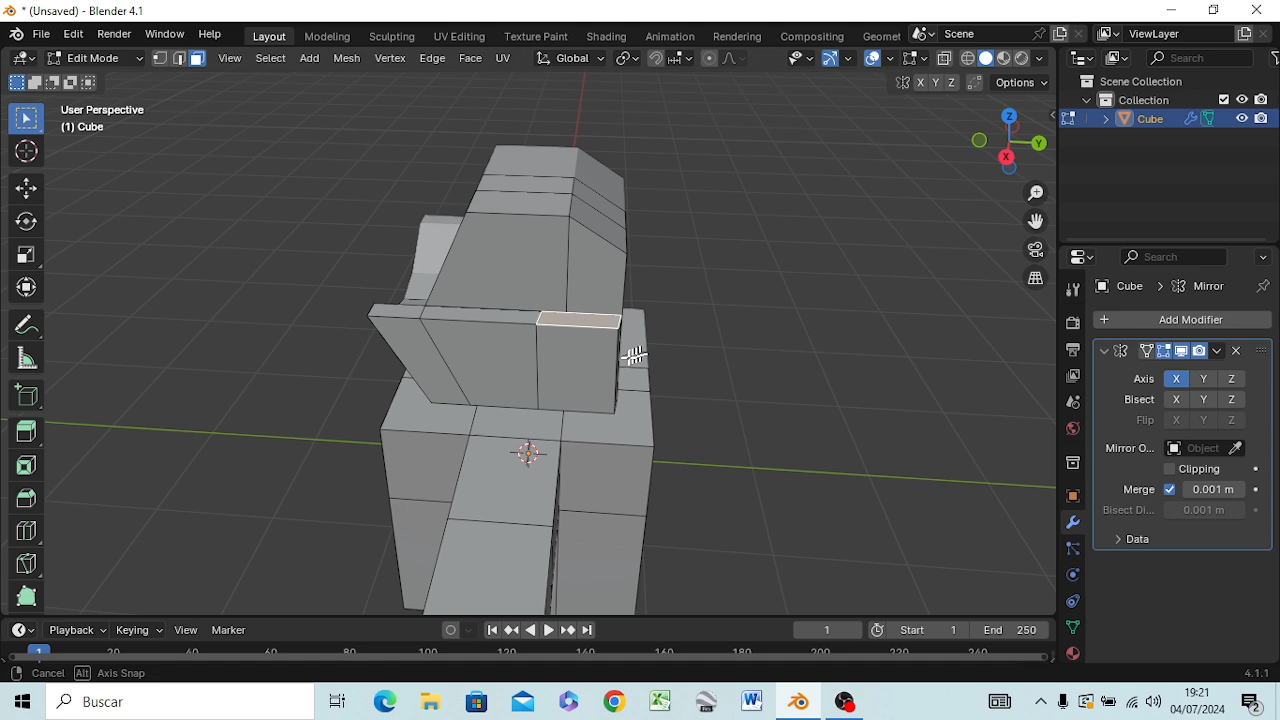 * (Unsaved) - Blender 4.1
File Edit Render Window Help Layout Modeling Sculpting UV Editing Texture Paint Shading Animation Rendering Compositing Geomet Scene ViewLayer
Edit Mode View Select Add Mesh Vertex Edge Face UV Global Search
X Y Z Options
User Perspective
(1) Cube
Scene Collection
Collection
Cube
Z
Y
X
Search
Cube > Mirror
+ Add Modifier
Axis X Y Z
Bisect X Y Z
Flip X Y Z
Mirror O... Object
Clipping
Merge 0.001 m
Bisect Di... 0.001 m
Data
Playback Keying View Marker 1 Start 1 End 250
1 20 40 60 80 100 120 140 160 180 200 220 240
Cancel Alt Axis Snap 4.1.1
Buscar
19:21
04/07/2024
2